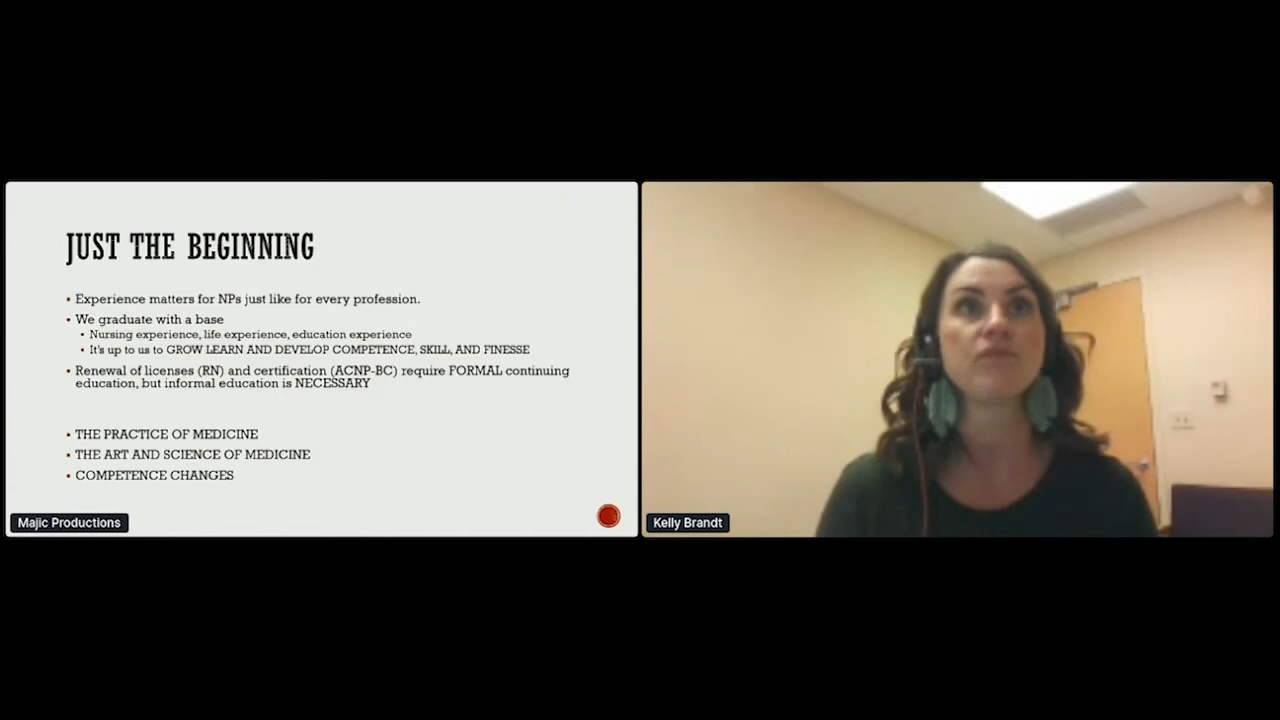 JUST THE BEGINNING
• Experience matters for NPs just like for every profession.
• We graduate with a base
• Nursing experience, life experience, education experience
• It's up to us to GROW LEARN AND DEVELOP COMPETENCE, SKILL, AND FINESSE
• Renewal of licenses (RN) and certification (ACNP-BC) require FORMAL continuing
education, but informal education is NECESSARY
• THE PRACTICE OF MEDICINE
• THE ART AND SCIENCE OF MEDICINE
• COMPETENCE CHANGES
Majic Productions
Kelly Brandt